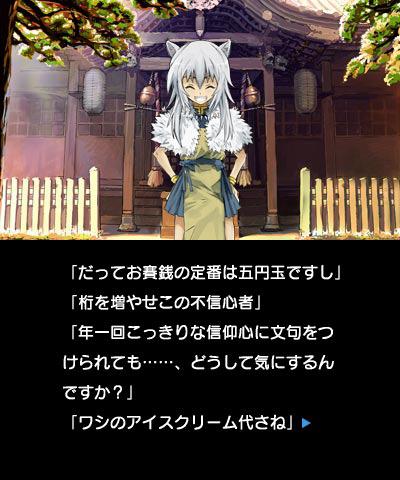 「だってお賽銭の定番は五円玉ですし」
「桁を増やせこの不信心者」
「年一回こっきりな信仰心に文句をつ
けられても……、どうして気にするん
ですか？」
「ワシのアイスクリーム代さね」